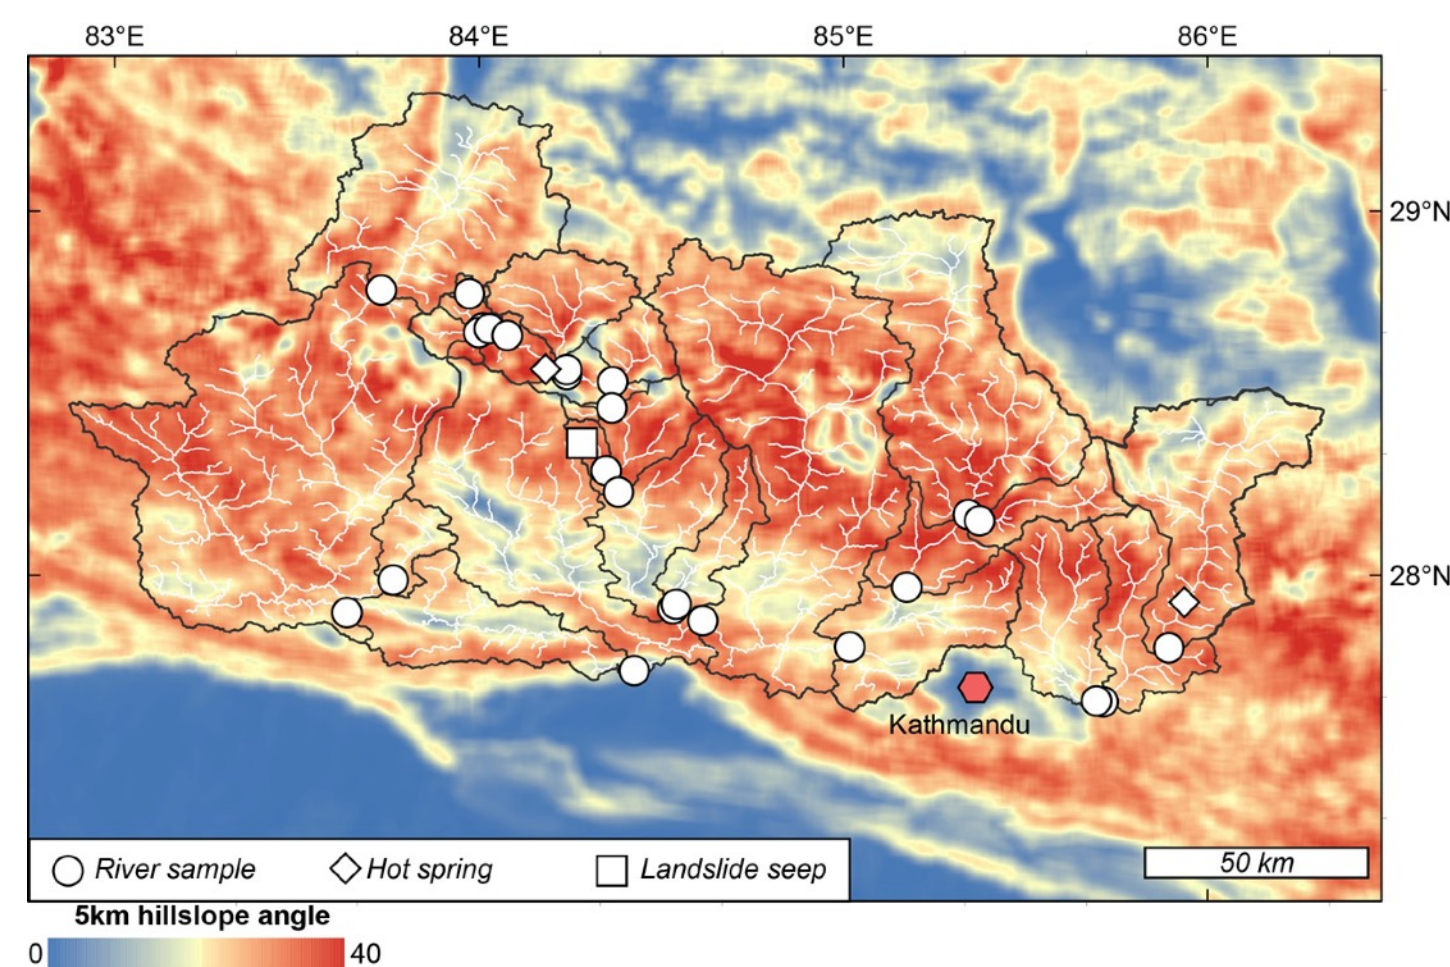 83°E 84°E 85°E 86°E
29°N
28°N
Kathmandu
River sample Hot spring Landslide seep
50 km
5km hillslope angle
0 40